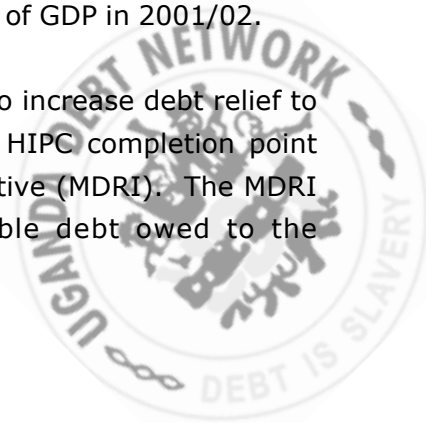 of GDP in 2001/02.
o increase debt relief to
HIPC completion point
tive (MDRI). The MDRI
ble debt owed to the
UGANDA DEBT NETWORK
DEBT IS SLAVERY